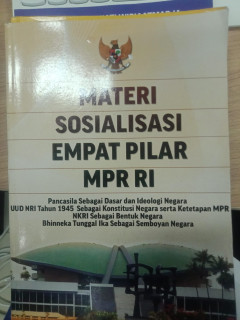 MATERI
SOSIALISASI
EMPAT PILAR
MPR RI
Pancasila Sebagai Dasar dan Ideologi Negara
UUD NRI Tahun 1945 Sebagai Konstitusi Negara serta Ketetapan MPR
NKRI Sebagai Bentuk Negara
Bhinneka Tunggal Ika Sebagai Semboyan Negara